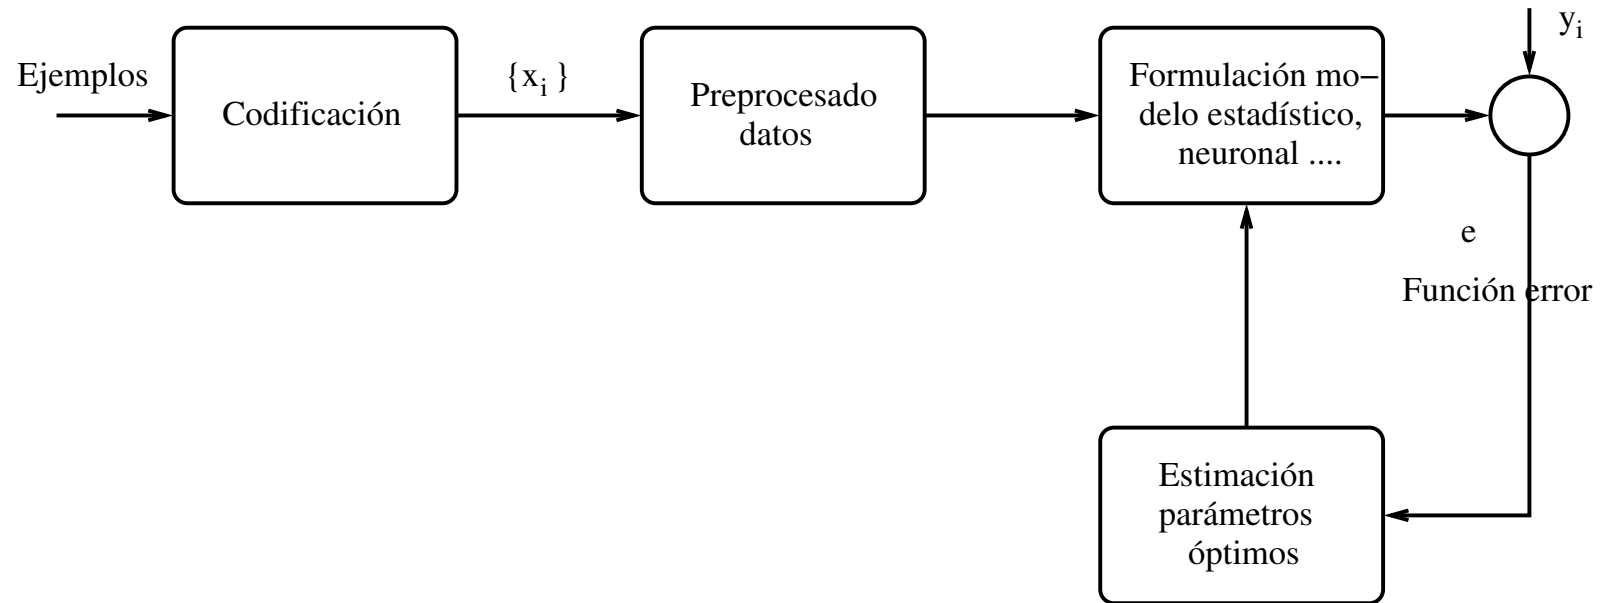 Ejemplos
Codificación
{x_i }
Preprocesado
datos
Formulación mo–
delo estadístico,
neuronal ....
y_i
e
Función error
Estimación
parámetros
óptimos